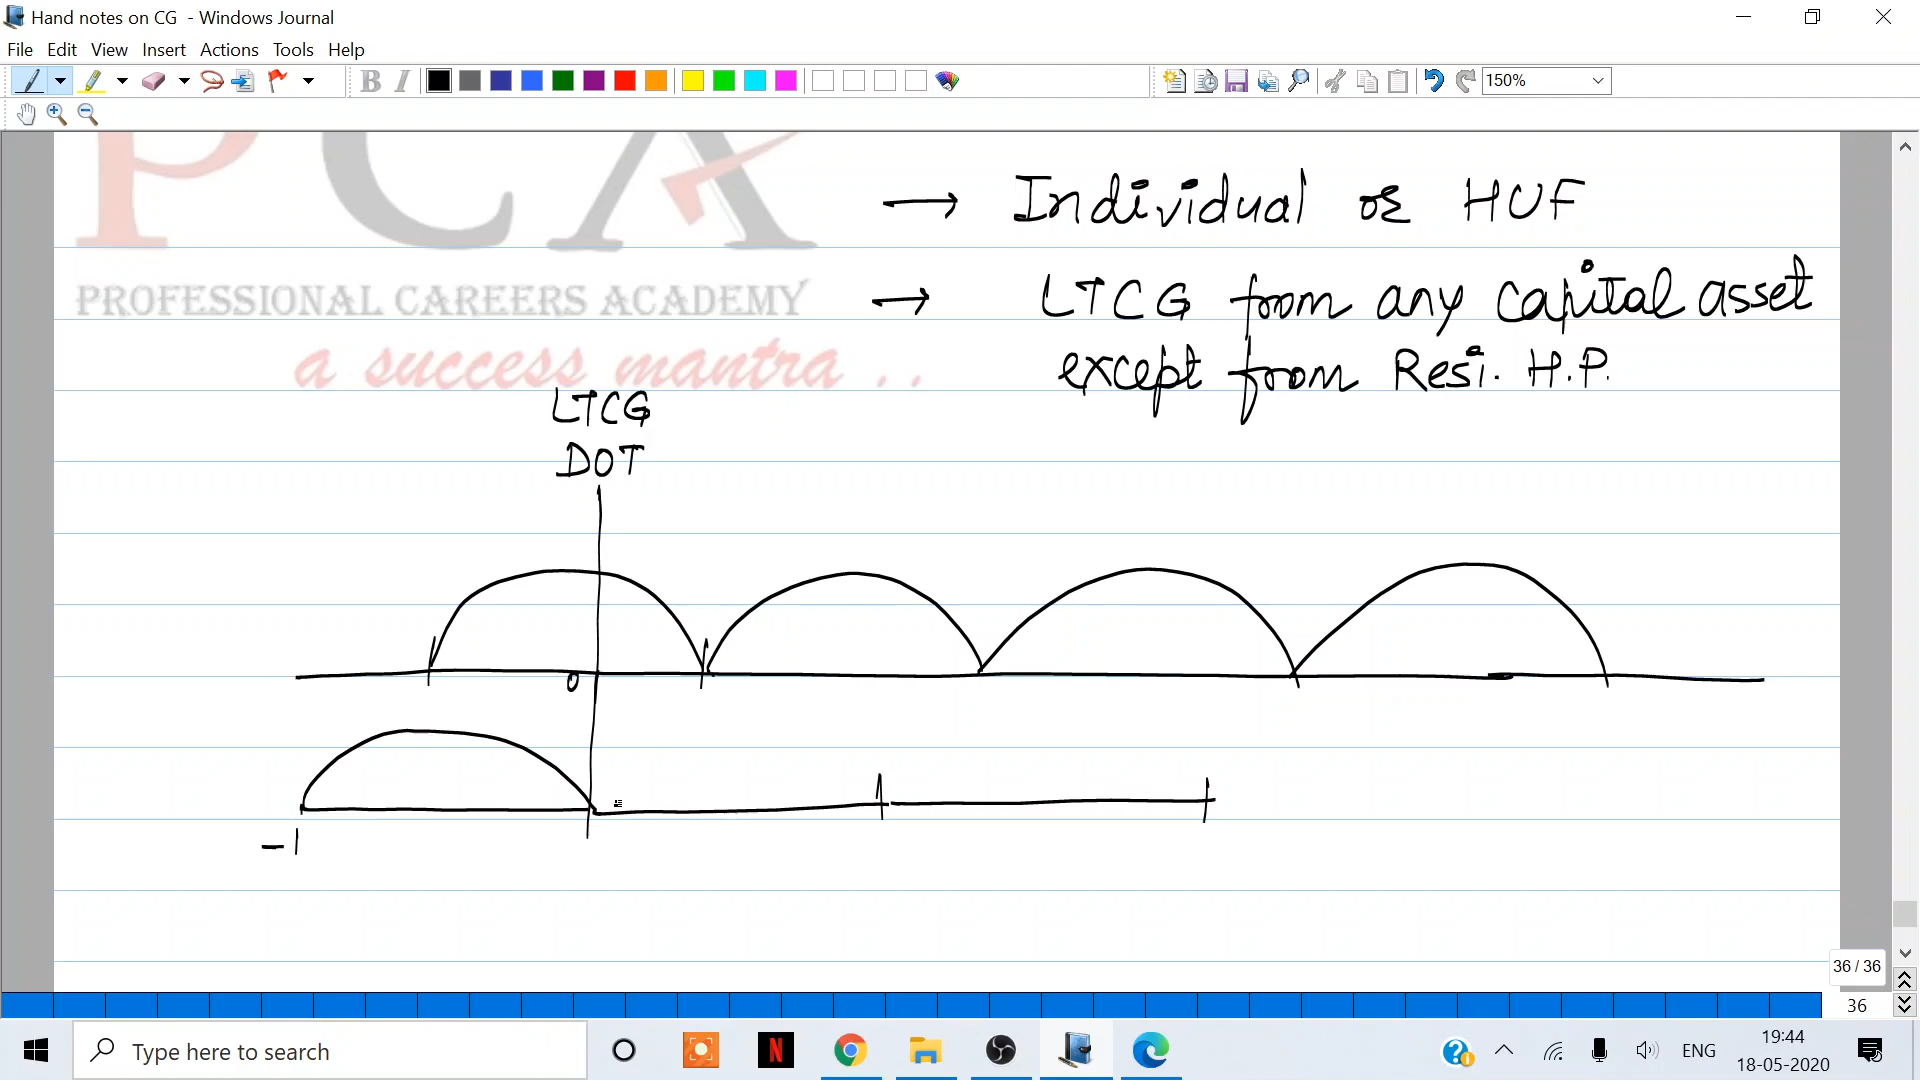 Hand notes on CG - Windows Journal
File Edit View Insert Actions Tools Help
B I
150%
PCA
PROFESSIONAL CAREERS ACADEMY
a success mantra . .
→ Individual or HUF
→ LTCG from any capital asset
except from Resi. H.P.
LTCG
DOT
0
-1
36 / 36
36
Type here to search
N
ENG
19:44
18-05-2020